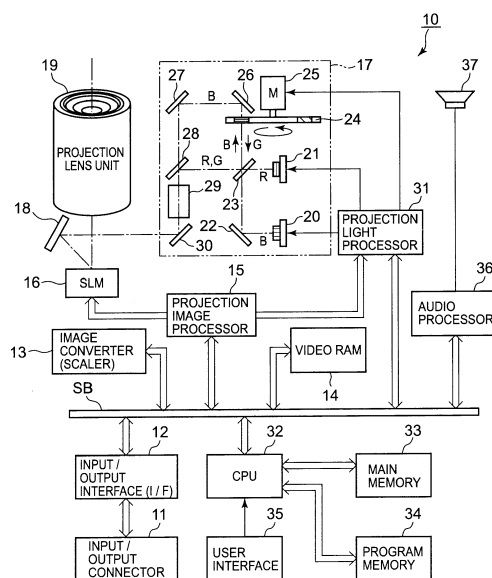 10
19
27
26
25
17
37
B
M
24
PROJECTION
LENS UNIT
28
B
G
21
R,G
29
23
R
31
18
20
PROJECTION
LIGHT
PROCESSOR
30
22
B
16
SLM
15
36
PROJECTION
IMAGE
PROCESSOR
AUDIO
PROCESSOR
13
IMAGE
CONVERTER
(SCALER)
VIDEO RAM
14
SB
12
32
33
INPUT /
OUTPUT
INTERFACE (I / F)
CPU
MAIN
MEMORY
11
35
34
INPUT /
OUTPUT
CONNECTOR
USER
INTERFACE
PROGRAM
MEMORY